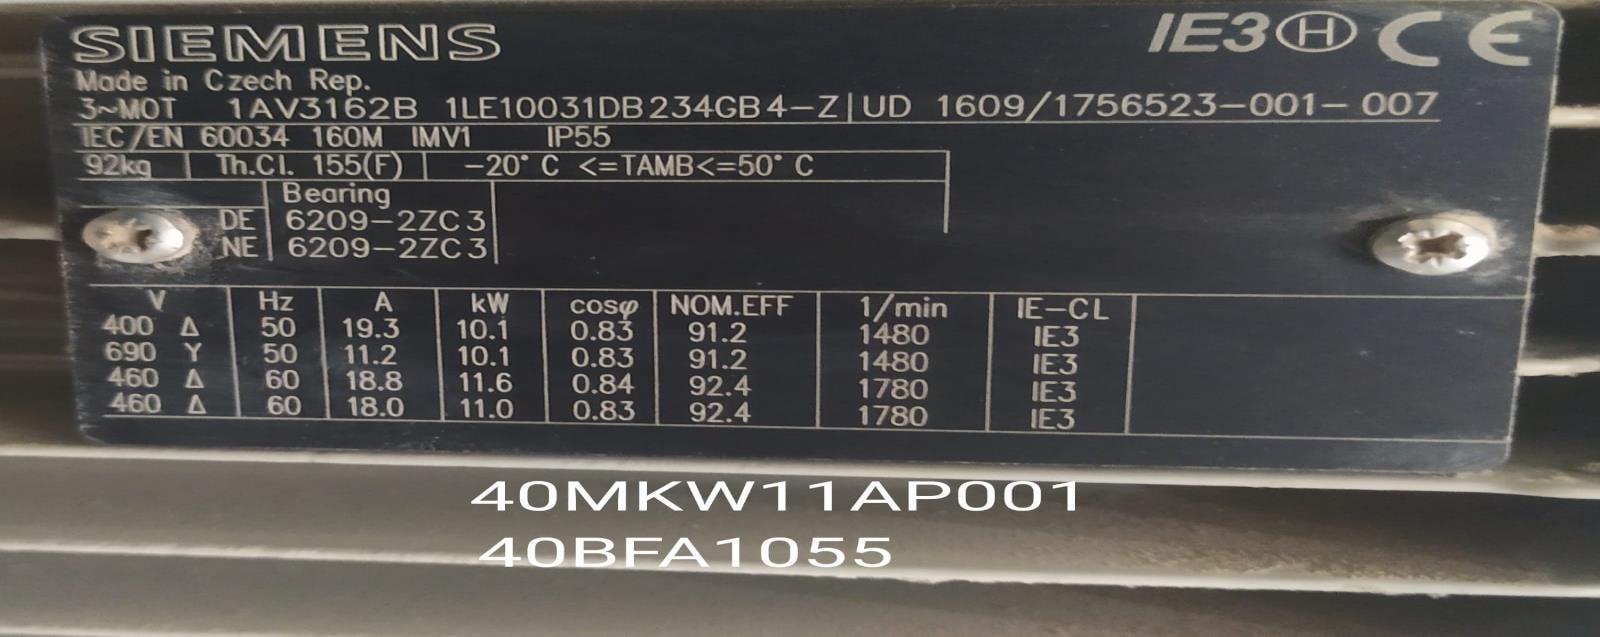 SIEMENS
IE3 H CE
Made in Czech Rep.
3~MOT 1AV3162B 1LE10031DB234GB4-Z|UD 1609/1756523-001-007
IEC/EN 60034 160M IMV1 IP55
92kg Th.Cl. 155(F) -20°C <=TAMB<=50°C
Bearing
DE 6209-2ZC3
NE 6209-2ZC3
V Hz A kW cosφ NOM.EFF 1/min IE-CL
400 Δ 50 19.3 10.1 0.83 91.2 1480 IE3
690 Y 50 11.2 10.1 0.83 91.2 1480 IE3
460 Δ 60 18.8 11.6 0.84 92.4 1780 IE3
460 Δ 60 18.0 11.0 0.83 92.4 1780 IE3
40MKW11AP001
40BFA1055